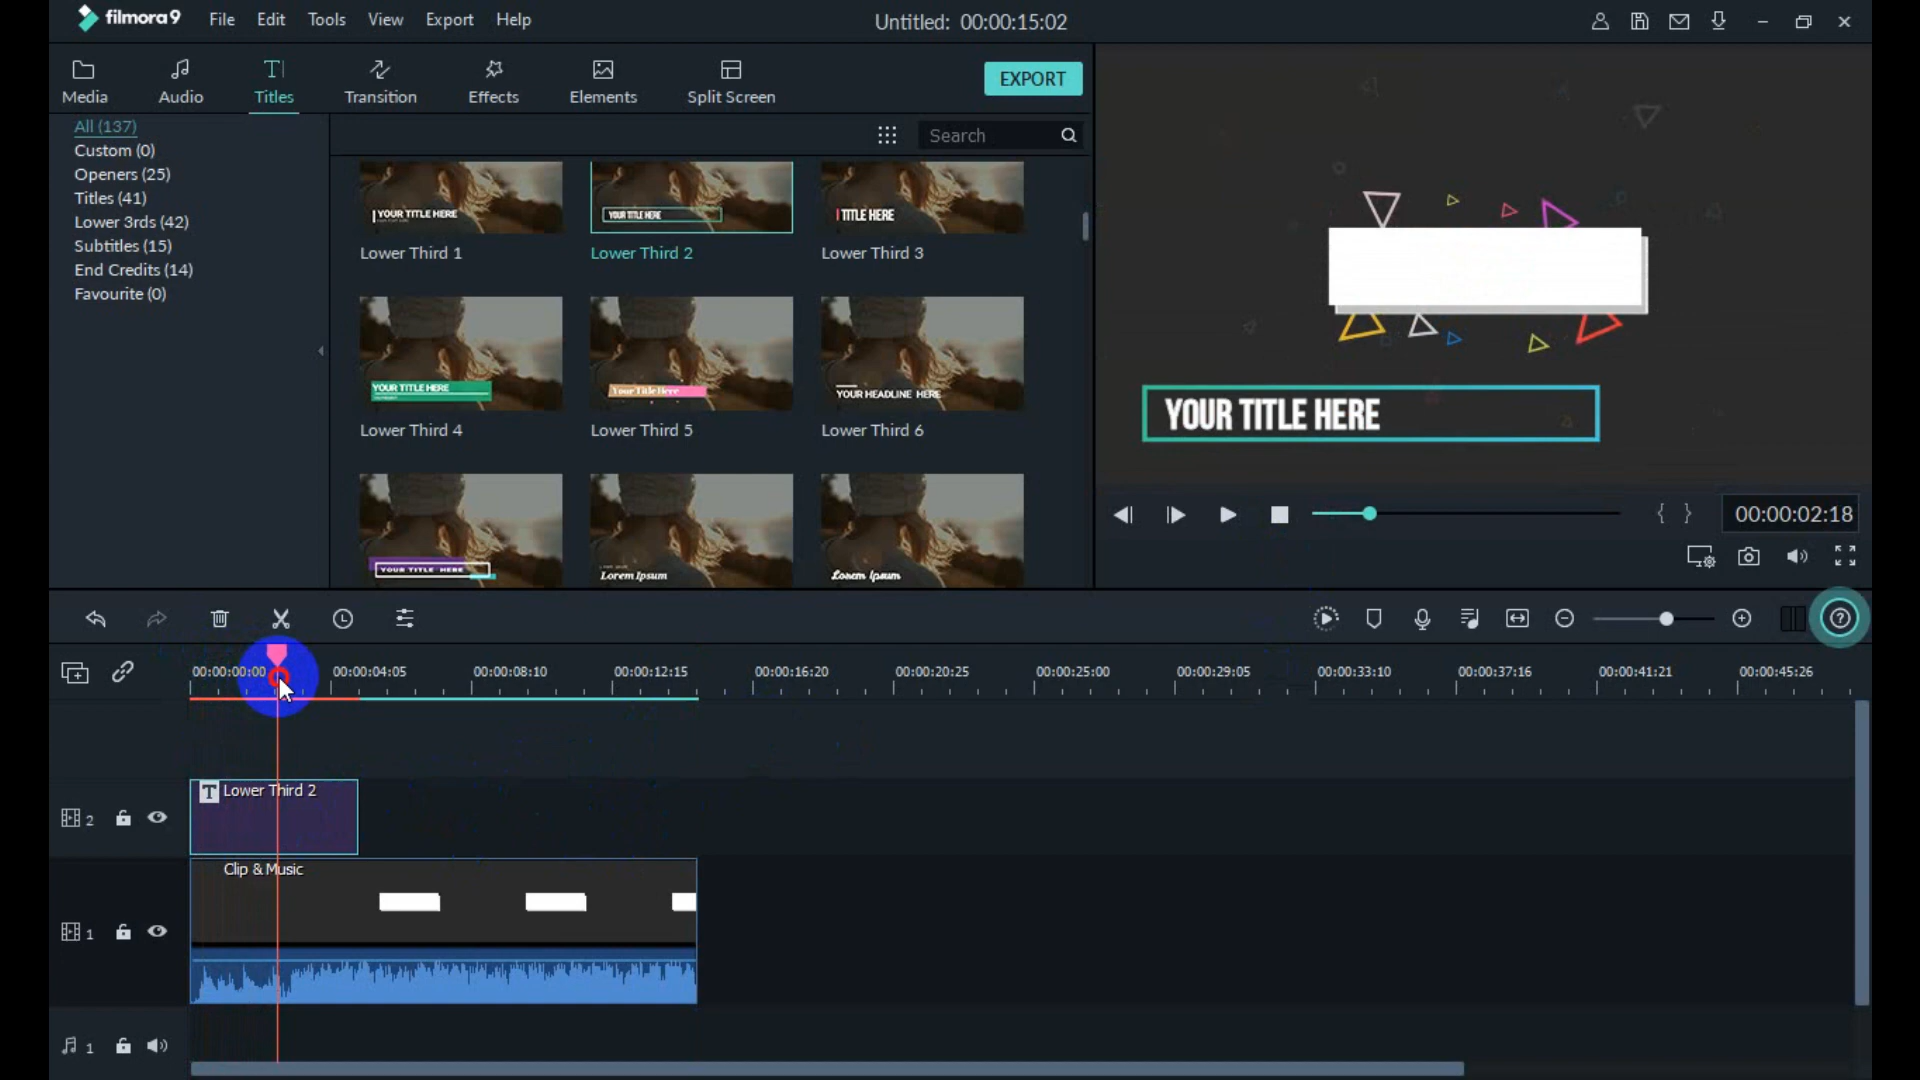 filmora9 File Edit Tools View Export Help Untitled: 00:00:15:02
Media Audio Titles Transition Effects Elements Split Screen EXPORT
Search
All (137)
Custom (0)
Openers (25)
Titles (41)
Lower 3rds (42)
Subtitles (15)
End Credits (14)
Favourite (0)
YOUR TITLE HERE YOUR TITLE HERE TITLE HERE
Lower Third 1 Lower Third 2 Lower Third 3
YOUR TITLE HERE Your Title Here YOUR HEADLINE HERE
Lower Third 4 Lower Third 5 Lower Third 6
YOUR TITLE HERE Lorem Ipsum Lorem Ipsum
YOUR TITLE HERE
00:00:02:18
00:00:00:00 00:00:04:05 00:00:08:10 00:00:12:15 00:00:16:20 00:00:20:25 00:00:25:00 00:00:29:05 00:00:33:10 00:00:37:16 00:00:41:21 00:00:45:26
T Lower Third 2
2
Clip & Music
1
1